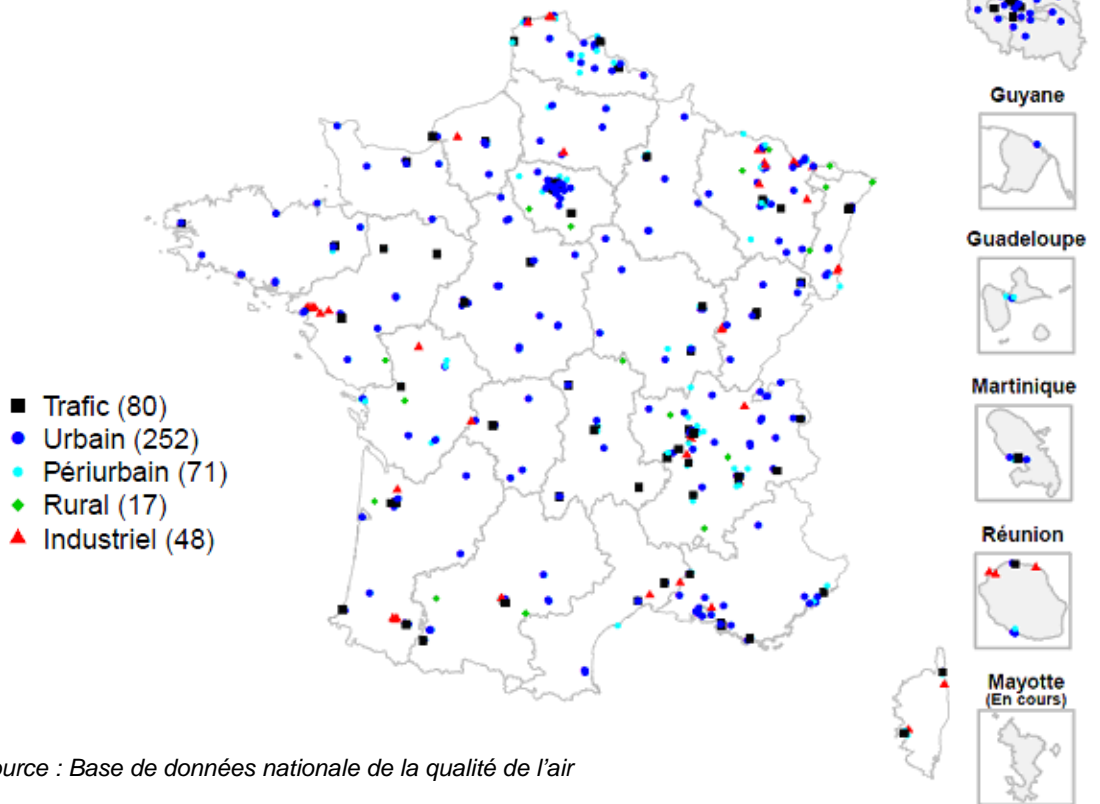 Guyane
Guadeloupe
Martinique
Réunion
Mayotte
(En cours)
Trafic (80)
Urbain (252)
Périurbain (71)
Rural (17)
Industriel (48)
ource : Base de données nationale de la qualité de l'air